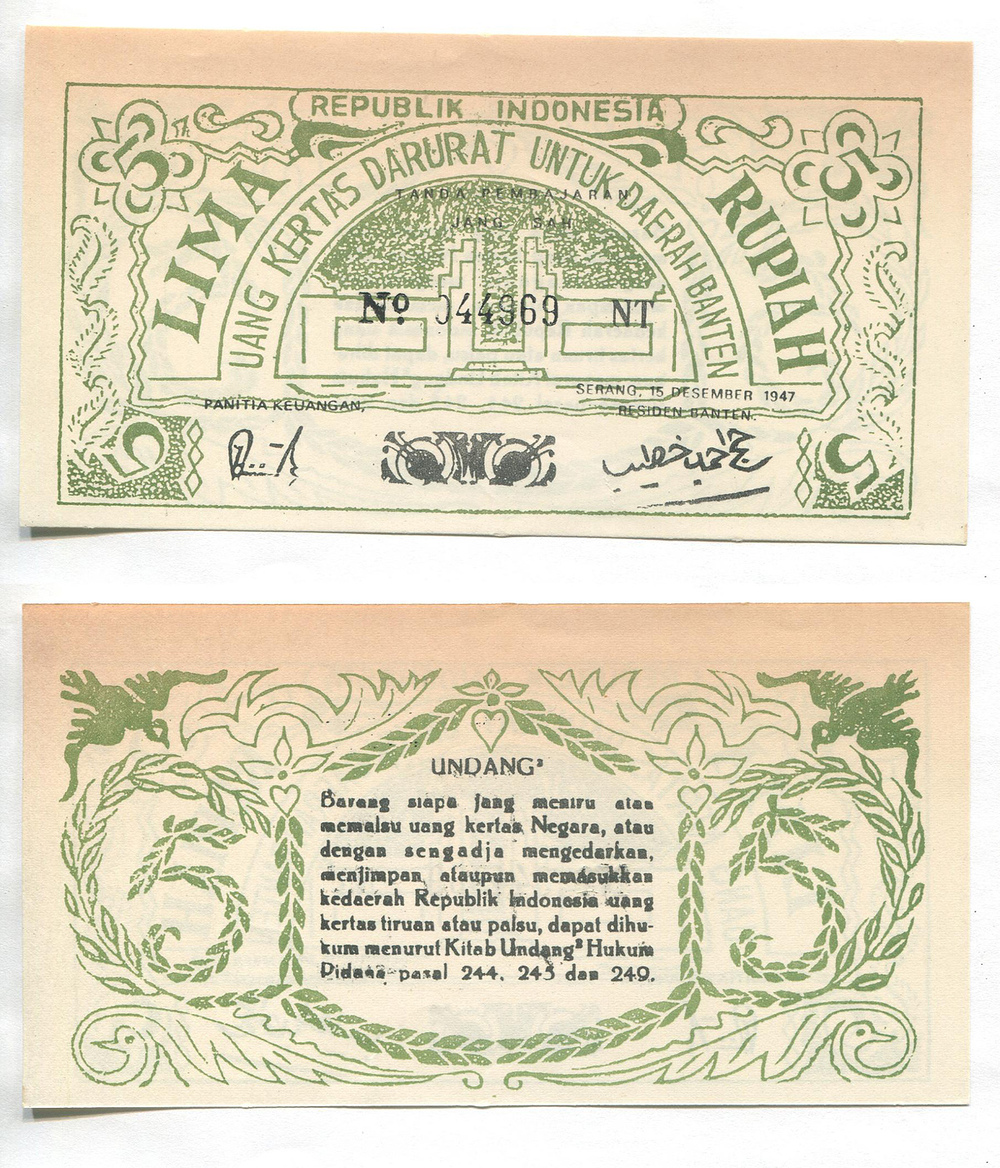 REPUBLIK INDONESIA
5
5
LIMA
RUPIAH
UANG KERTAS DARURAT UNTUK DAERAH BANTEN
TANDA PEMBAJARAN
JANG SAH
Nº 044969 NT
SERANG, 15 DESEMBER 1947
PANITIA KEUANGAN,
RESIDEN BANTEN.
5
5
UNDANG²
Barang siapa jang meniru atau
memalsu uang kertas Negara, atau
dengan sengadja mengedarkan,
menjimpan ataupun memasukkan
kedaerah Republik Indonesia uang
kertas tiruan atau palsu, dapat dihu-
kum menurut Kitab Undang² Hukum
Pidana pasal 244, 245 dan 249.
5
5